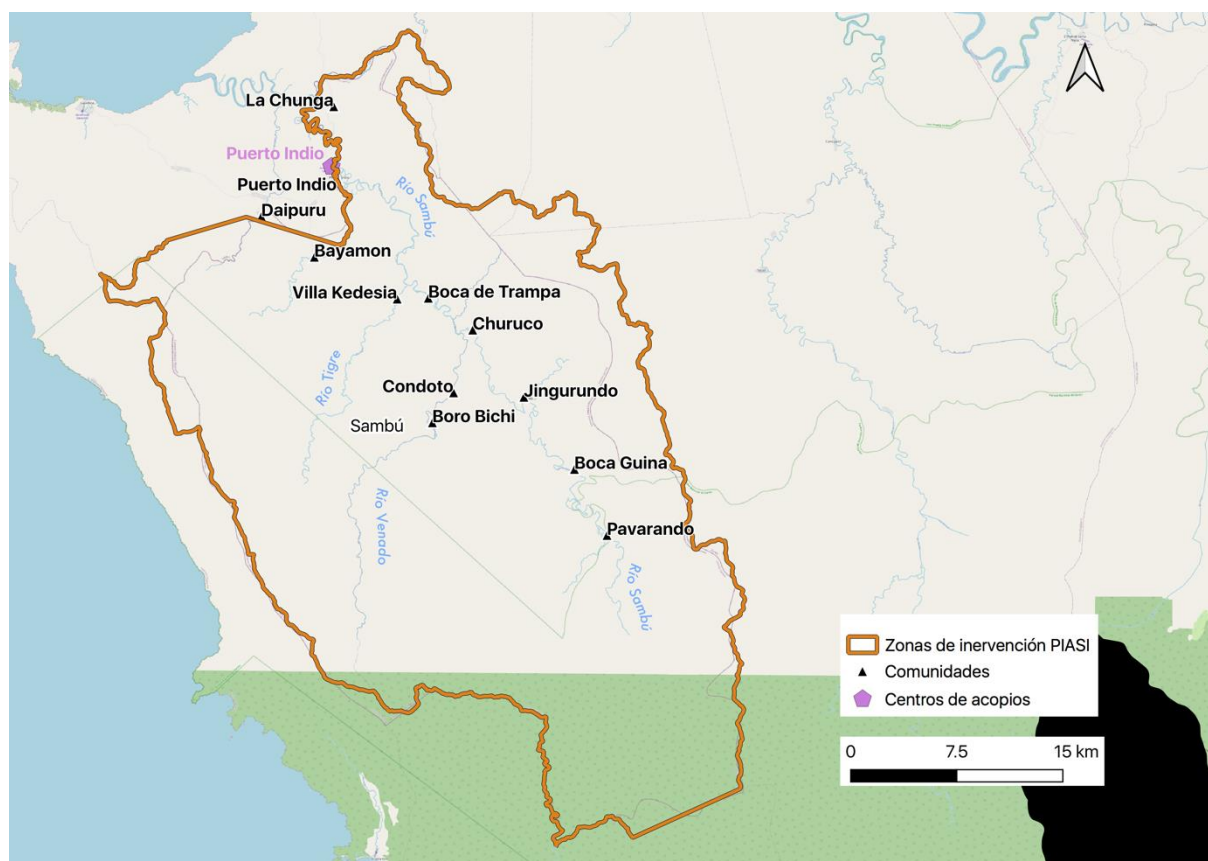 La Chunga
Puerto Indio
Puerto Indio
Daipuru
Río Sambú
Bayamon
Villa Kedesia
Boca de Trampa
Churuco
Río Tigre
Condoto
Jingurundo
Sambú
Boro Bichi
Boca Guina
Río Venado
Pavarando
Río Sambú
Zonas de inervención PIASI
Comunidades
Centros de acopios
0 7.5 15 km